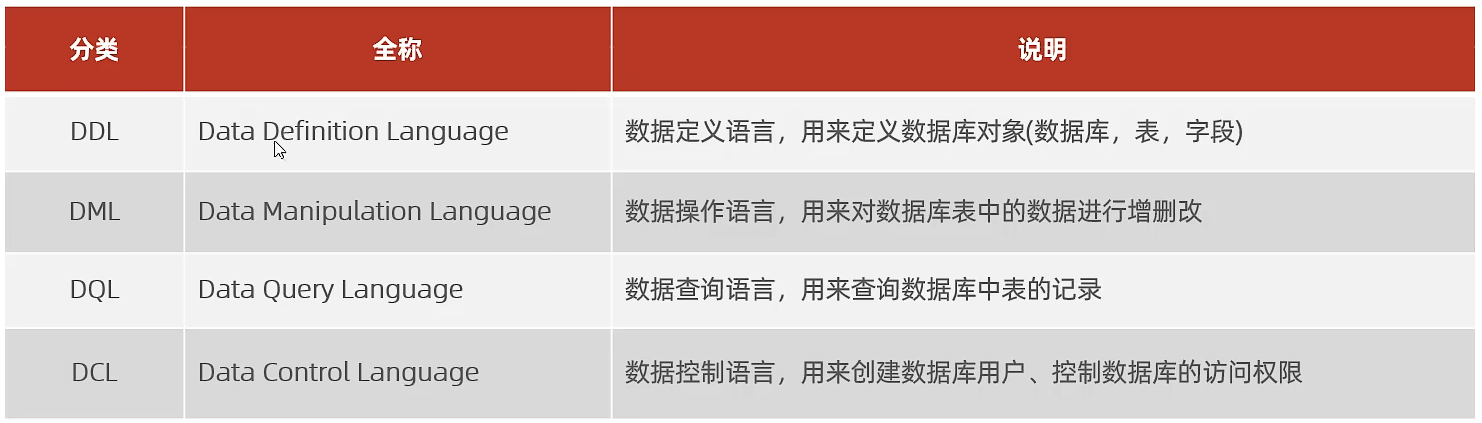 分类 全称 说明
DDL Data Definition Language 数据定义语言，用来定义数据库对象(数据库，表，字段)
DML Data Manipulation Language 数据操作语言，用来对数据库表中的数据进行增删改
DQL Data Query Language 数据查询语言，用来查询数据库中表的记录
DCL Data Control Language 数据控制语言，用来创建数据库用户、控制数据库的访问权限